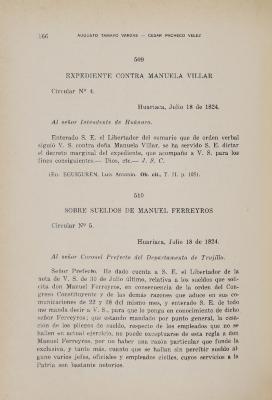 166
AUGUSTO TAMAYO VARGAS — CESAR PACHECO VELEZ
509
EXPEDIENTE CONTRA MANUELA VILLAR
Circular Nº 4.
Huariaca, Julio 18 de 1824.
Al señor Intendente de Huánuco.
Enterado S. E. el Libertador del sumario que de orden verbal
siguió V. S. contra doña Manuela Villar, se ha servido S. E. dictar
el decreto marginal del expediente, que acompaño a V. S. para los
fines consiguientes.— Dios, etc.— J. S. C.
(En: EGUIGUREN, Luis Antonio. Ob. cit., T. II. p. 105).
510
SOBRE SUELDOS DE MANUEL FERREYROS
Circular Nº 5.
Huariaca, Julio 18 de 1824.
Al señor Coronel Prefecto del Departamento de Trujillo.
Señor Prefecto. He dado cuenta a S. E. el Libertador de la
nota de V. S. de 30 de Julio último, relativa a los sueldos que soli-
cita don Manuel Ferreyros, en consecuencia de la orden del Con-
greso Constituyente y de las demás razones que aduce en sus co-
municaciones de 22 y 08 del mismo mes, y enterado S. E. de todo
me manda decir a V. S., para que lo ponga en conocimiento de dicho
señor Ferreyros; que estando mandado por punto general, la cesa-
ción de los pliegos de sueldo, respecto de los empleados que no se
hallen en actual ejercicio, no puede exceptuarse de esta regla a don
Manuel Ferreyros, por no haber una razón particular que funde la
exclusiva, y tanto más, cuanto que se hallan sin percibir sueldo al-
guno varios jefes, oficiales y empleados civiles, cuyos servicios a la
Patria son bastante notorios.